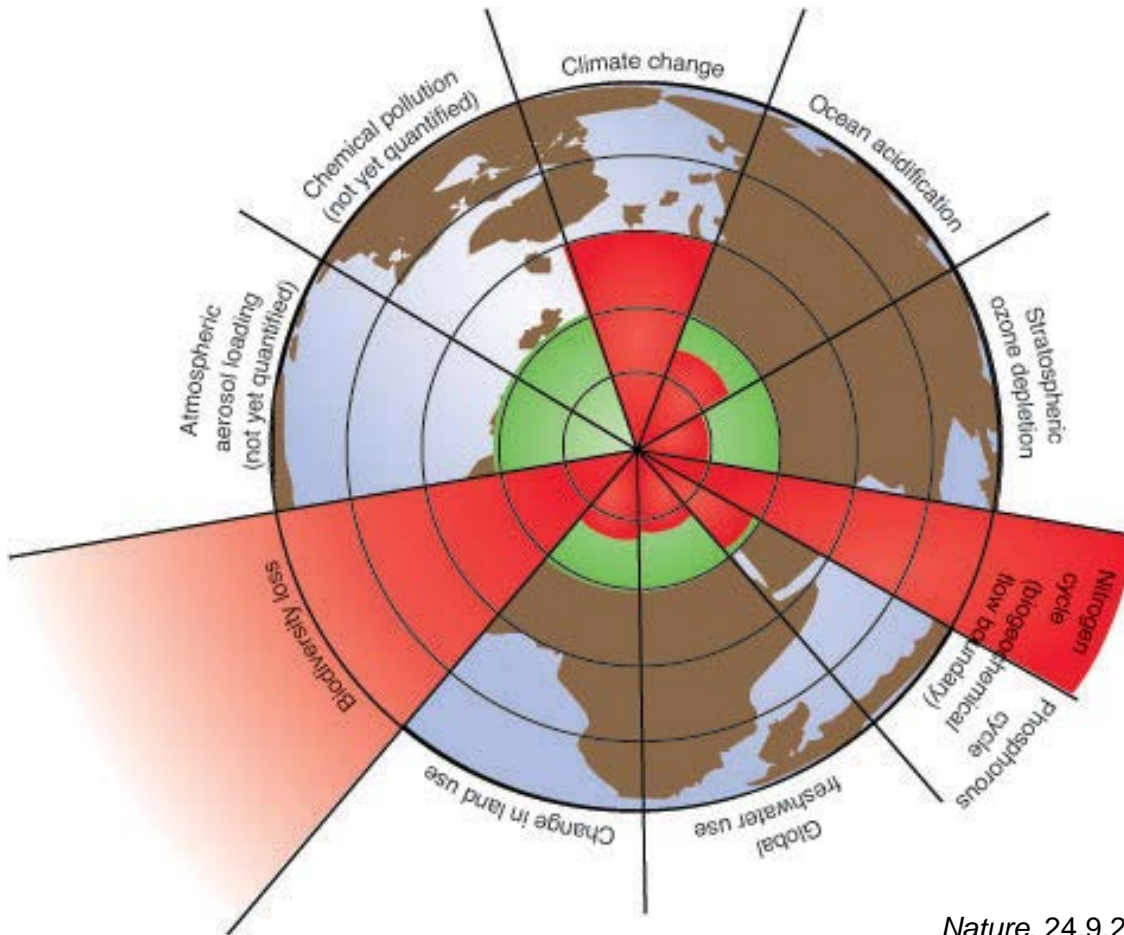 Climate change
Ocean acidification
Stratospheric
ozone depletion
Nitrogen
cycle
(biogeochemical
flow boundary)
Phosphorous
cycle
Global
freshwater use
Change in land use
Biodiversity loss
Atmospheric
aerosol loading
(not yet quantified)
Chemical pollution
(not yet quantified)
Nature, 24.9.2